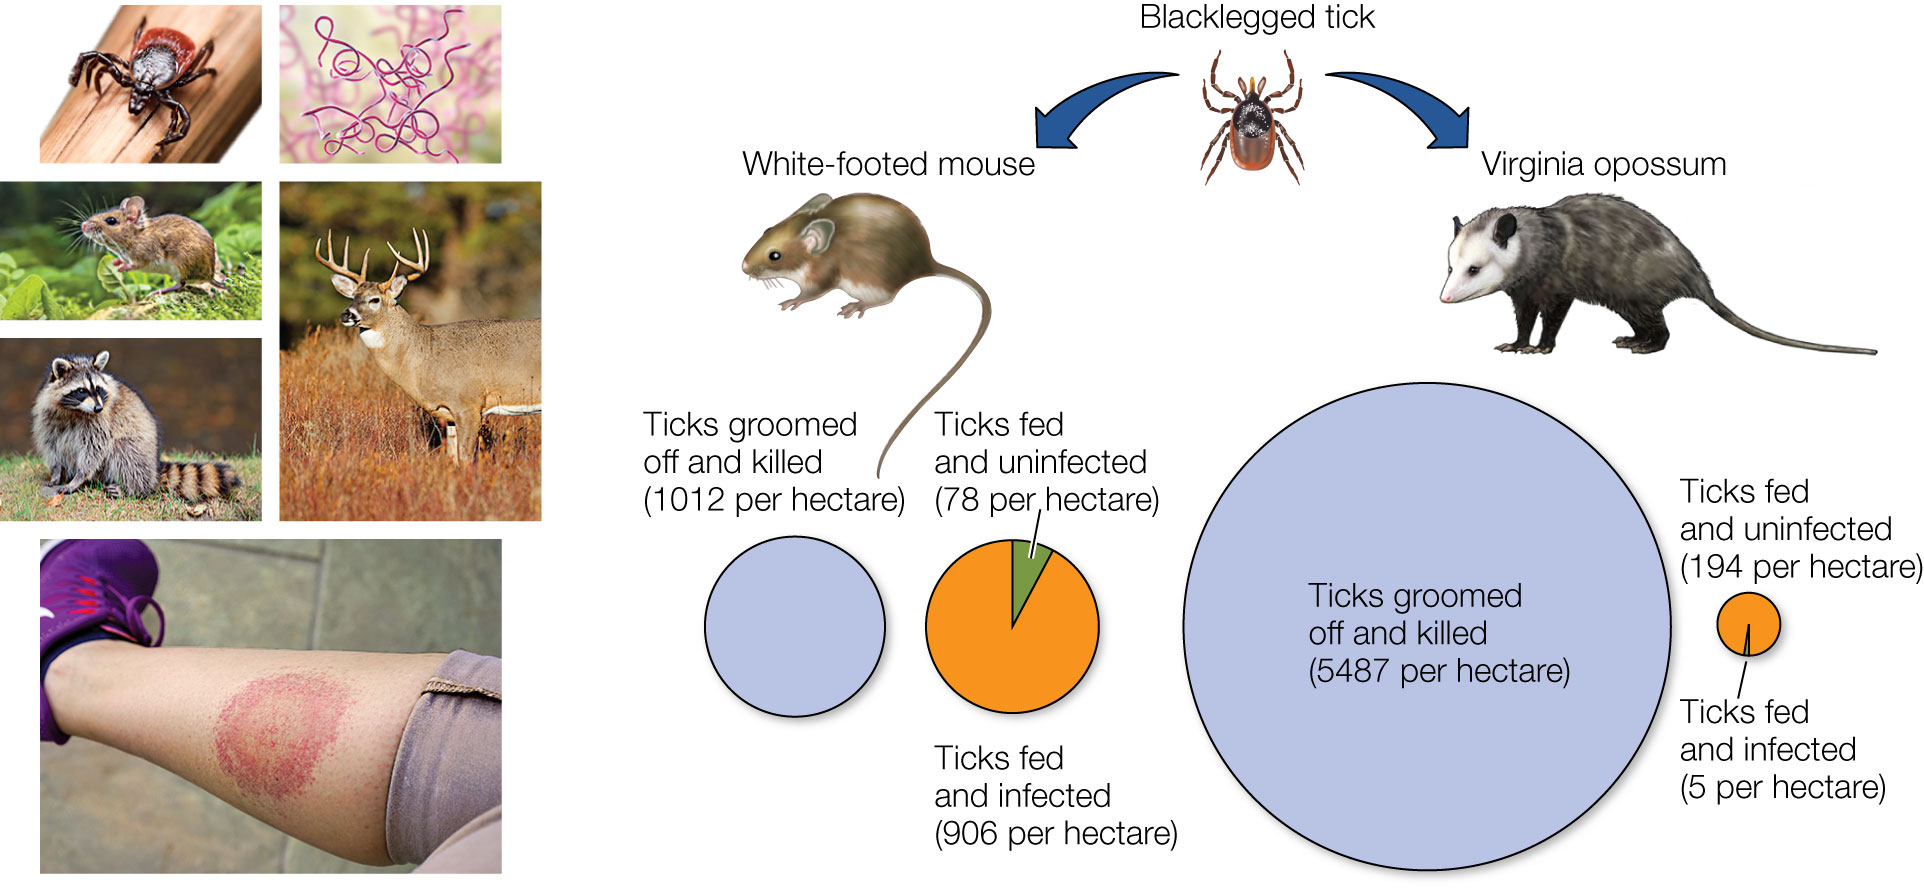 Blacklegged tick
White-footed mouse
Virginia opossum
Ticks groomed
off and killed
(1012 per hectare)
Ticks fed
and uninfected
(78 per hectare)
Ticks fed
and infected
(906 per hectare)
Ticks groomed
off and killed
(5487 per hectare)
Ticks fed
and uninfected
(194 per hectare)
Ticks fed
and infected
(5 per hectare)